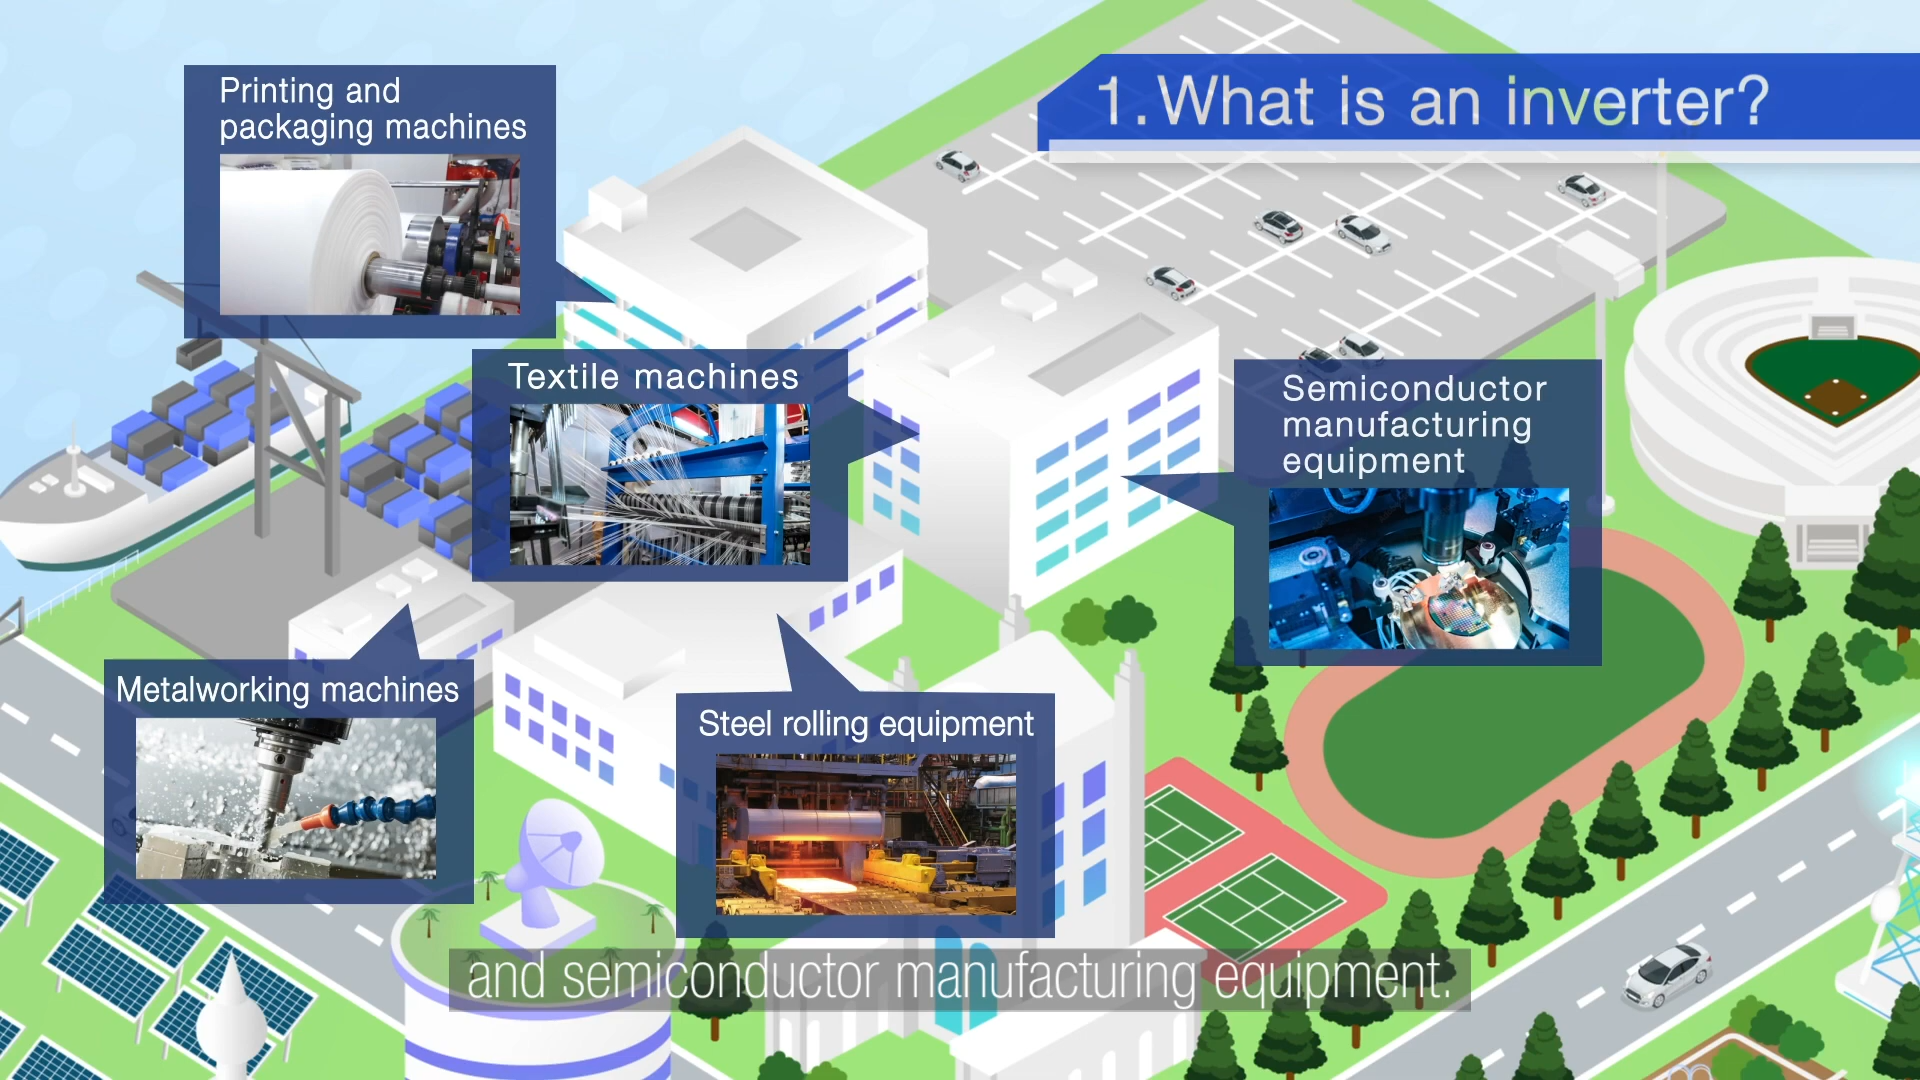 1. What is an inverter?
Printing and
packaging machines
Textile machines
Semiconductor
manufacturing
equipment
Metalworking machines
Steel rolling equipment
and semiconductor manufacturing equipment.